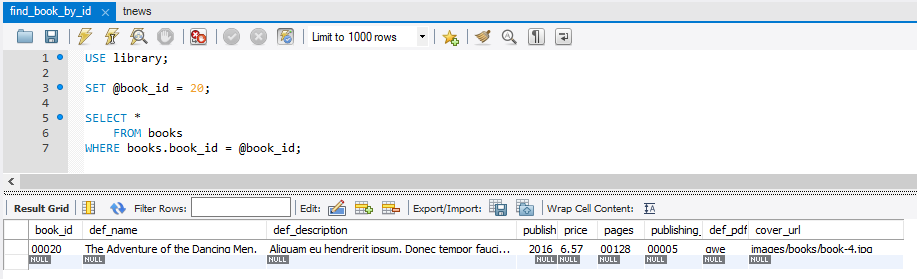 find_book_by_id × tnews
Limit to 1000 rows
1 USE library;
2
3 SET @book_id = 20;
4
5 SELECT *
6 FROM books
7 WHERE books.book_id = @book_id;
Result Grid Filter Rows: Edit: Export/Import: Wrap Cell Content: IA
book_id def_name def_description publish price pages publishing_ def_pdf cover_url
00020 The Adventure of the Dancing Men. Aliquam eu hendrerit ipsum. Donec tempor fauci... 2016 6.57 00128 00005 qwe images/books/book-4.jpg
NULL NULL NULL NULL NULL NULL NULL NULL NULL